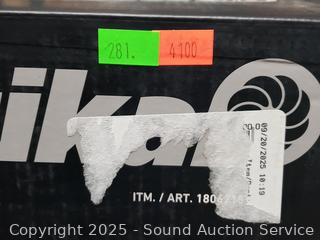 281.
4100
ika
09/20/2025 10:19
ITM. / ART. 180
Copyright 2025 - Sound Auction Service